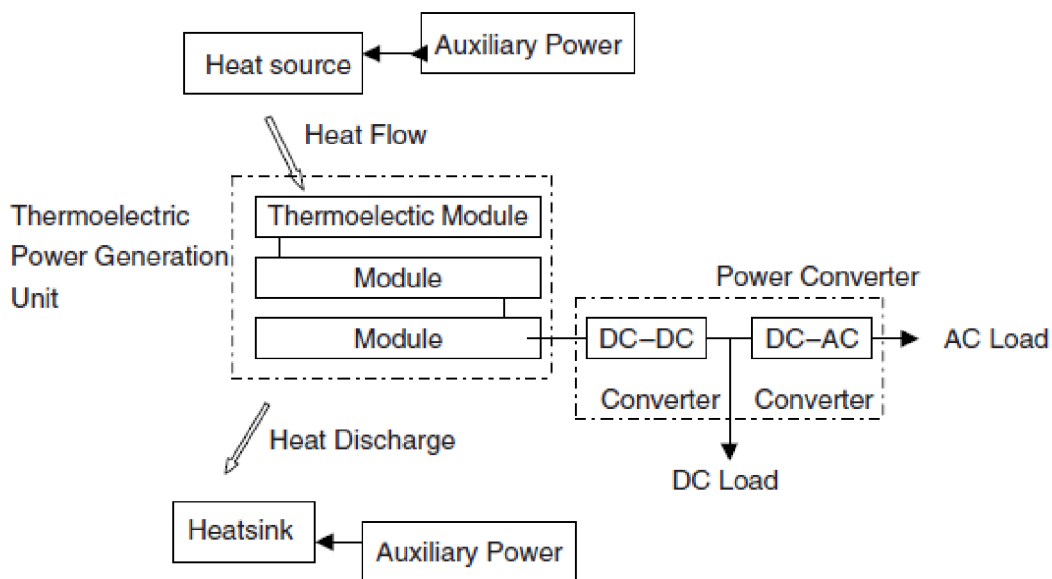 Auxiliary Power
Heat source
Heat Flow
Thermoelectric
Power Generation
Unit
Thermoelectic Module
Module
Module
Power Converter
DC–DC
DC–AC
AC Load
Converter
Converter
Heat Discharge
DC Load
Heatsink
Auxiliary Power